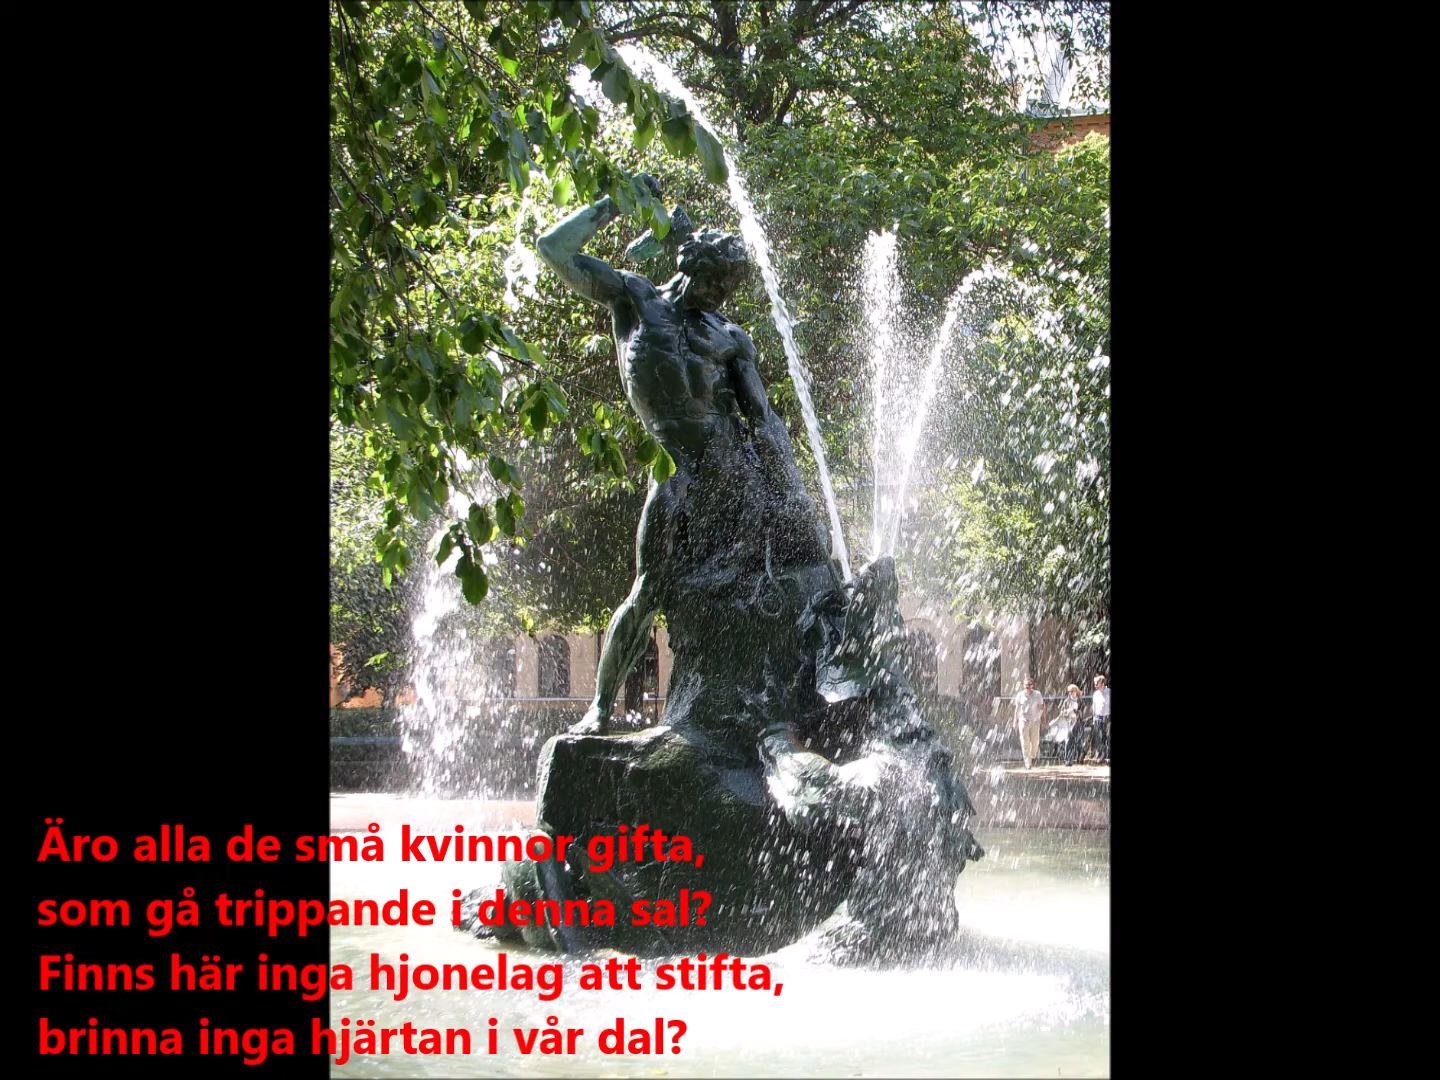 Äro alla de små kvinnor gifta,
som gå trippande i denna sal?
Finns här inga hjonelag att stifta,
brinna inga hjärtan i vår dal?